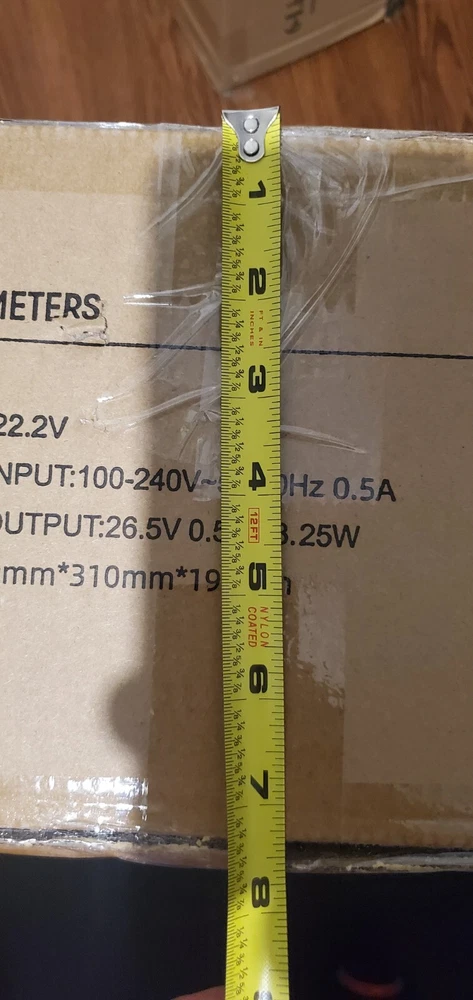 TH
1
2
METERS
FT & IN
INCHES
3
22.2V
NPUT:100-240V~ 0Hz 0.5A
4
OUTPUT:26.5V 0.5 3.25W
12FT
5
mm*310mm*19
NYLON
COATED
6
7
8